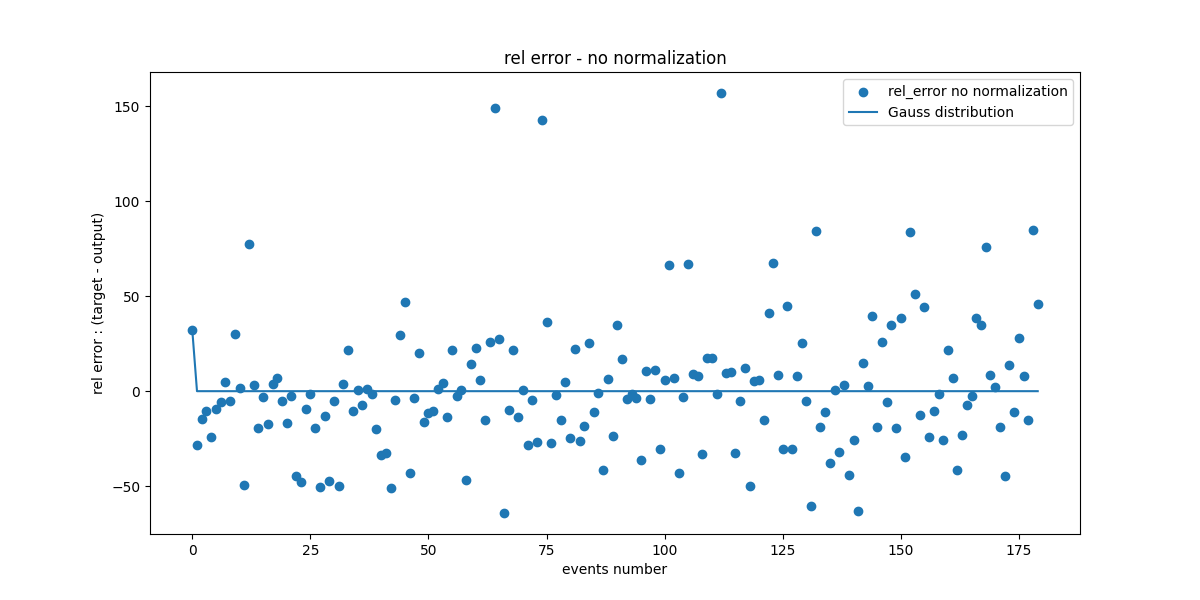 rel error - no normalization
rel_error no normalization
Gauss distribution
150
100
50
0
−50
rel error : (target - output)
0 25 50 75 100 125 150 175
events number